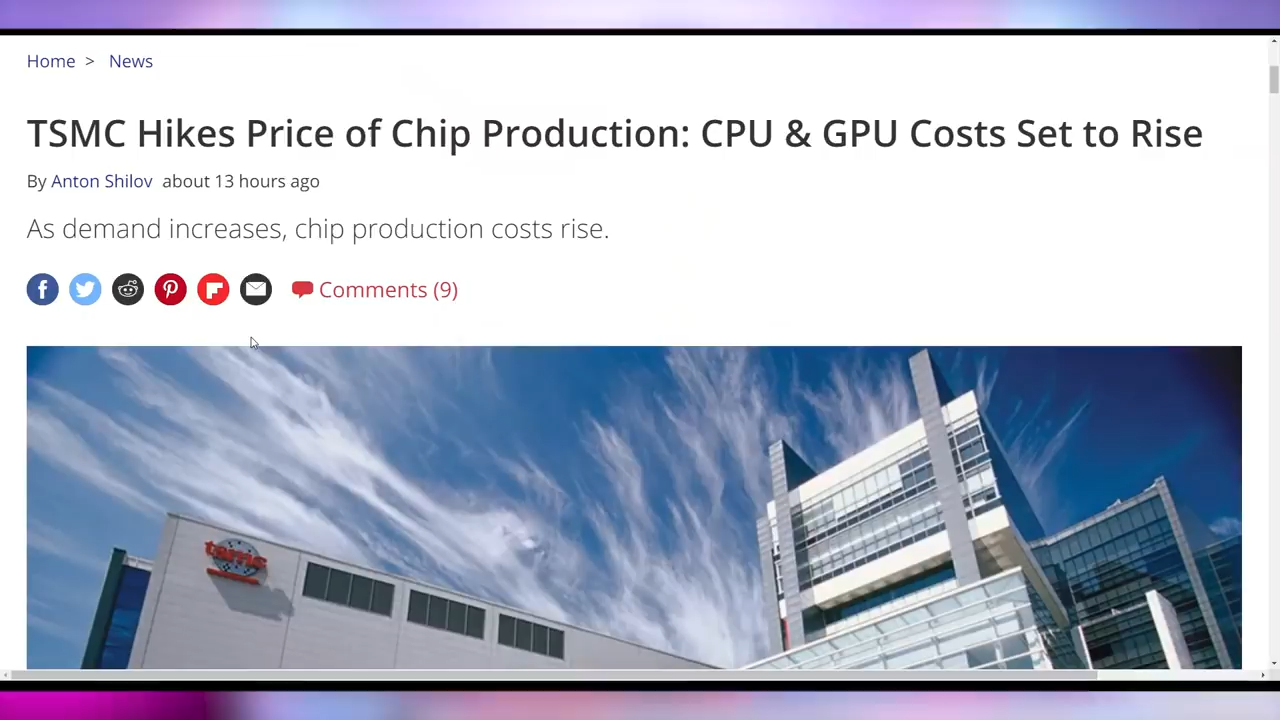 Home > News
TSMC Hikes Price of Chip Production: CPU & GPU Costs Set to Rise
By Anton Shilov about 13 hours ago
As demand increases, chip production costs rise.
Comments (9)
tsmc